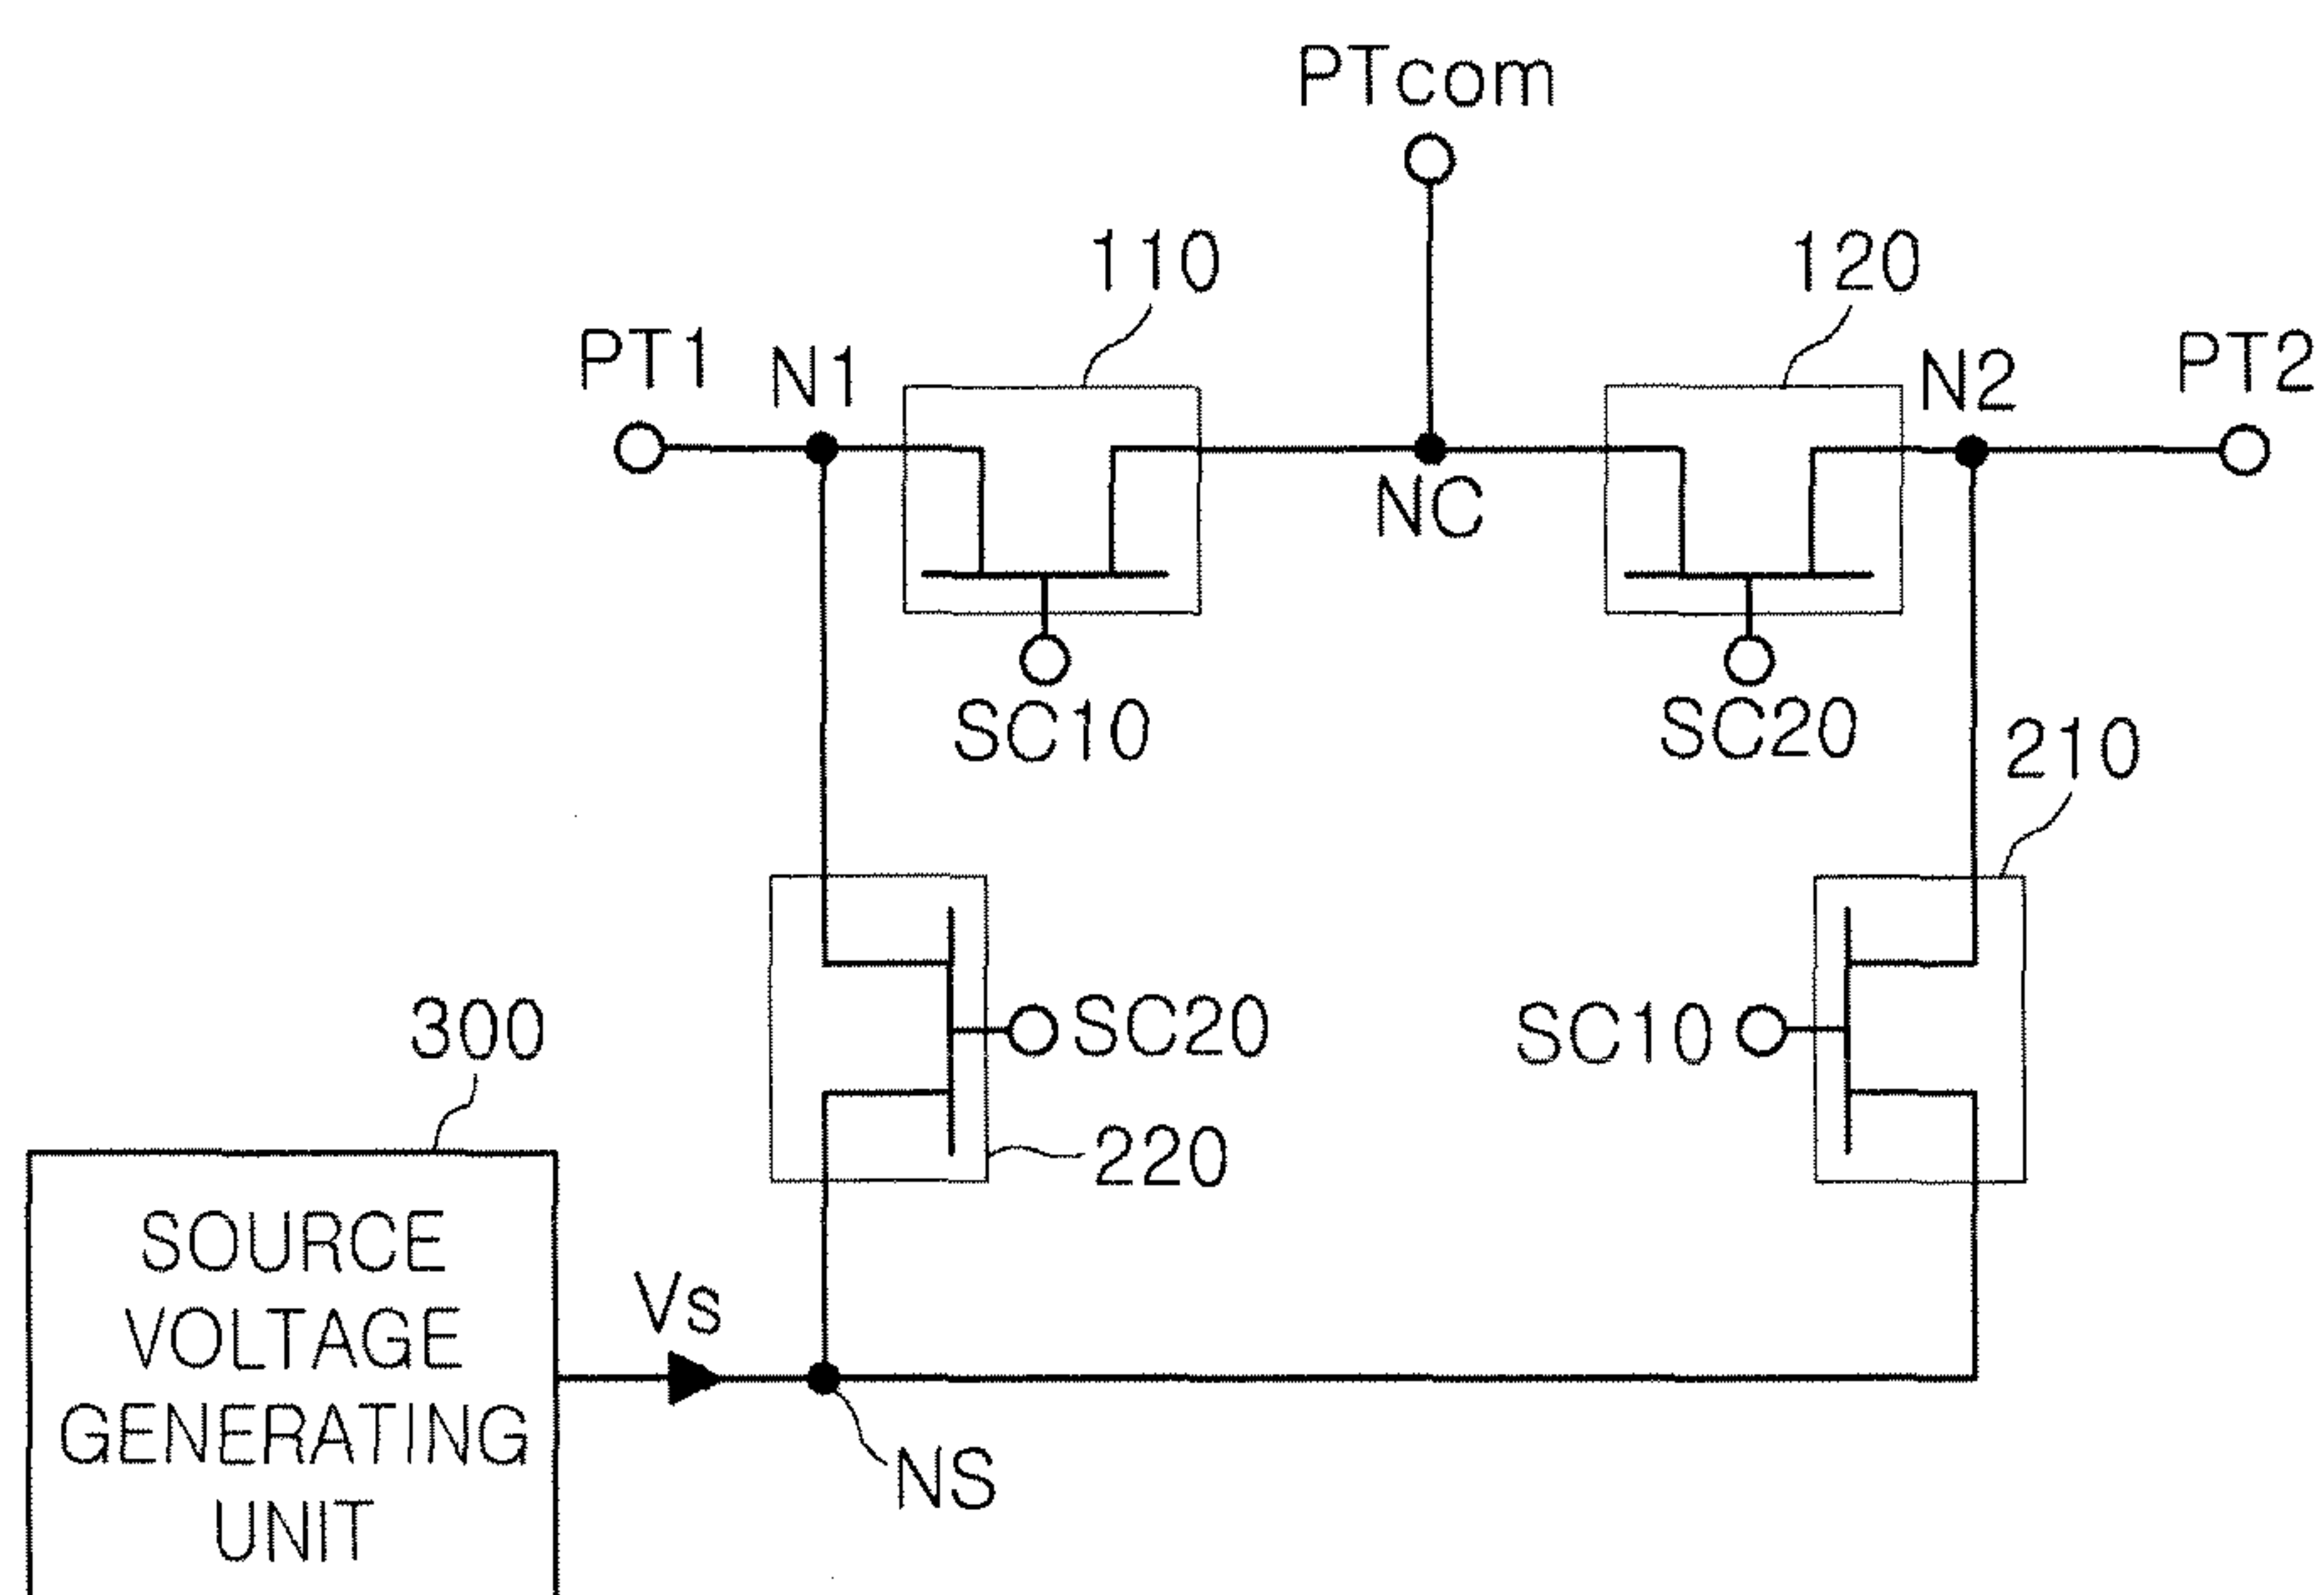 PTcom
110
120
PT1
N1
N2
PT2
NC
SC10
SC20
210
300
SC20
SC10
220
SOURCE
VOLTAGE
GENERATING
UNIT
Vs
NS